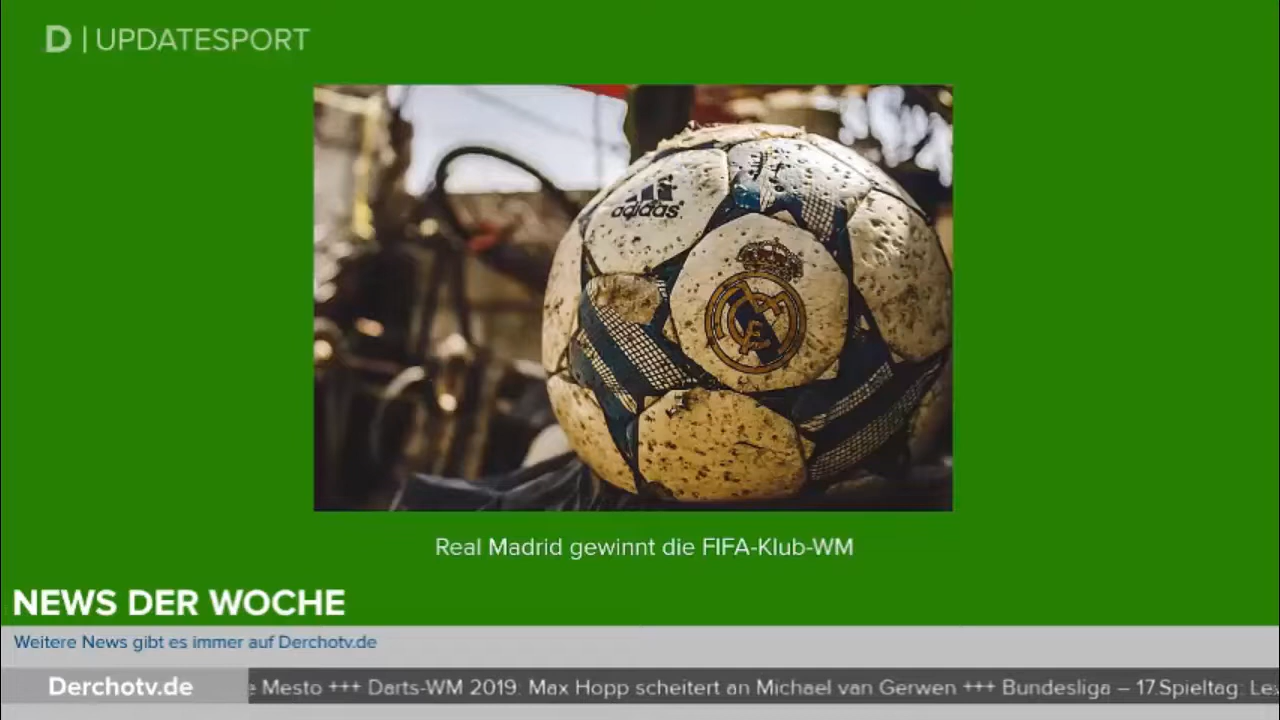 D | UPDATESPORT
adidas
Real Madrid gewinnt die FIFA-Klub-WM
NEWS DER WOCHE
Weitere News gibt es immer auf Derchotv.de
Derchotv.de
Mesto +++ Darts-WM 2019: Max Hopp scheitert an Michael van Gerwen +++ Bundesliga – 17.Spieltag: